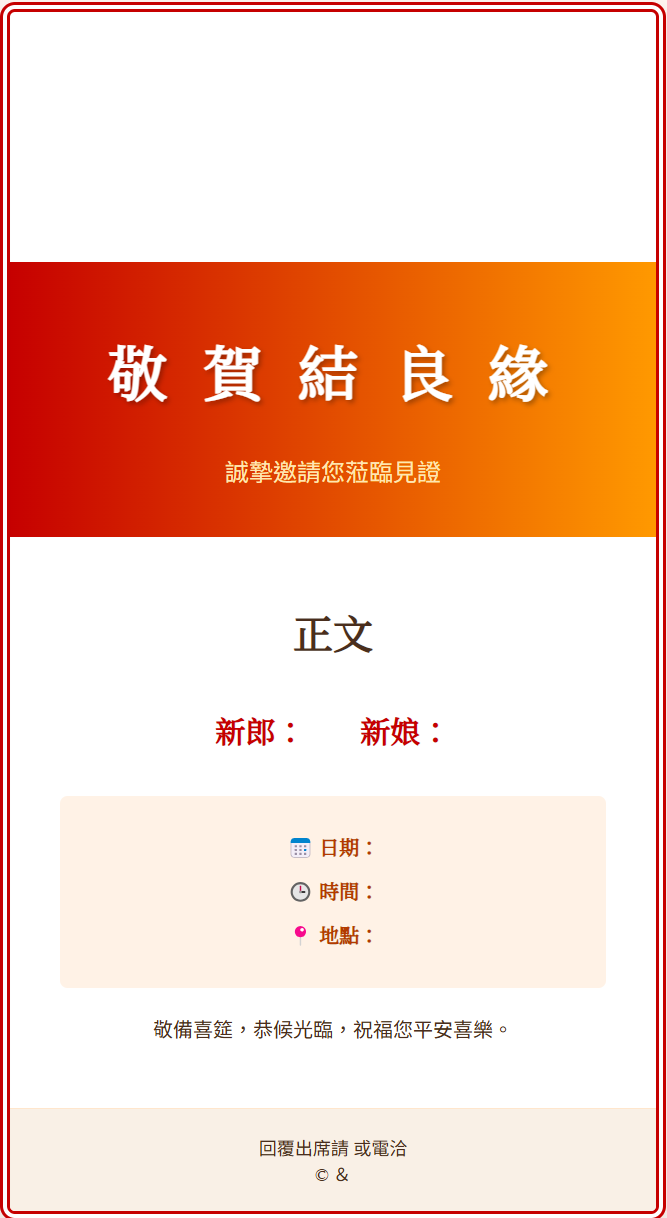 敬賀結良緣
誠摯邀請您蒞臨見證
正文
新郎： 新娘：
日期：
時間：
地點：
敬備喜筵，恭候光臨，祝福您平安喜樂。
回覆出席請 或電洽
© &